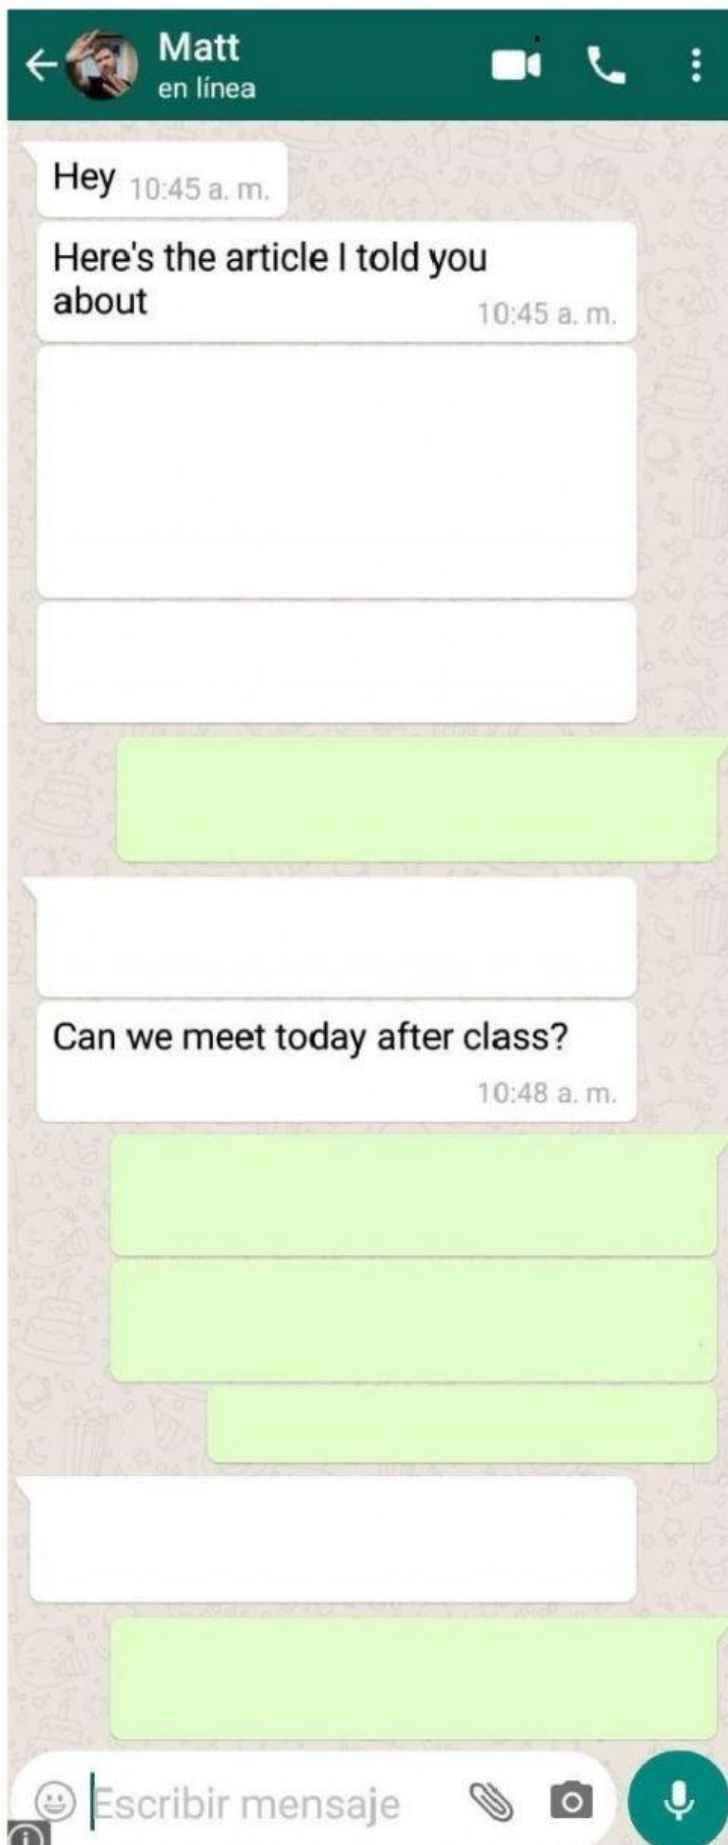 Matt
en línea
Hey 10:45 a. m.
Here's the article I told you
about 10:45 a. m.
Can we meet today after class?
10:48 a. m.
Escribir mensaje